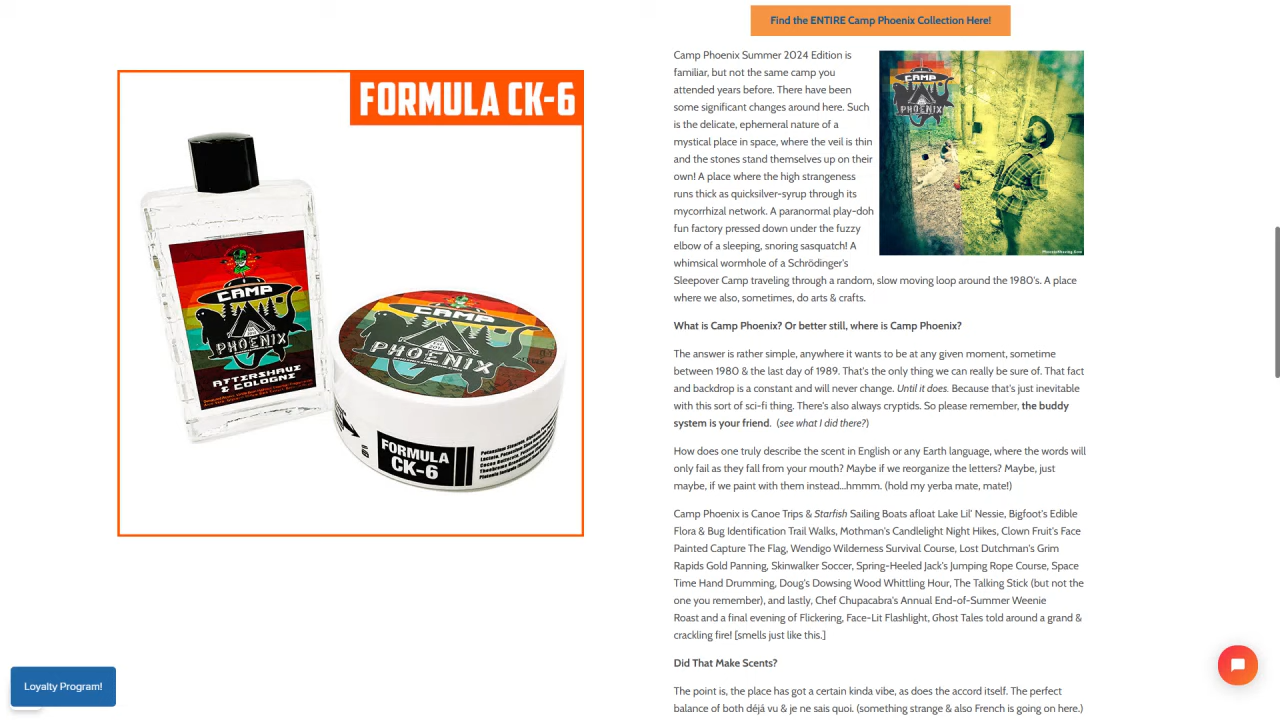 Find the ENTIRE Camp Phoenix Collection Here!
FORMULA CK-6
CAMP
PHOENIX
AFTERSHAVE
& COLOGNE
CAMP
PHOENIX
FORMULA
CK-6
CAMP
PHOENIX
Camp Phoenix Summer 2024 Edition is
familiar, but not the same camp you
attended years before. There have been
some significant changes around here. Such
is the delicate, ephemeral nature of a
mystical place in space, where the veil is thin
and the stones stand themselves up on their
own! A place where the high strangeness
runs thick as quicksilver-syrup through its
mycorrhizal network. A paranormal play-doh
fun factory pressed down under the fuzzy
elbow of a sleeping, snoring sasquatch! A
whimsical wormhole of a Schrödinger's
Sleepover Camp traveling through a random, slow moving loop around the 1980's. A place
where we also, sometimes, do arts & crafts.
What is Camp Phoenix? Or better still, where is Camp Phoenix?
The answer is rather simple, anywhere it wants to be at any given moment, sometime
between 1980 & the last day of 1989. That's the only thing we can really be sure of. That fact
and backdrop is a constant and will never change. Until it does. Because that's just inevitable
with this sort of sci-fi thing. There's also always cryptids. So please remember, the buddy
system is your friend. (see what I did there?)
How does one truly describe the scent in English or any Earth language, where the words will
only fail as they fall from your mouth? Maybe if we reorganize the letters? Maybe, just
maybe, if we paint with them instead...hmmm. (hold my yerba mate, mate!)
Camp Phoenix is Canoe Trips & Starfish Sailing Boats afloat Lake Lil' Nessie, Bigfoot's Edible
Flora & Bug Identification Trail Walks, Mothman's Candlelight Night Hikes, Clown Fruit's Face
Painted Capture The Flag, Wendigo Wilderness Survival Course, Lost Dutchman's Grim
Rapids Gold Panning, Skinwalker Soccer, Spring-Heeled Jack's Jumping Rope Course, Space
Time Hand Drumming, Doug's Dowsing Wood Whittling Hour, The Talking Stick (but not the
one you remember), and lastly, Chef Chupacabra's Annual End-of-Summer Weenie
Roast and a final evening of Flickering, Face-Lit Flashlight, Ghost Tales told around a grand &
crackling fire! [smells just like this.]
Did That Make Scents?
The point is, the place has got a certain kinda vibe, as does the accord itself. The perfect
balance of both déjá vu & je ne sais quoi. (something strange & also French is going on here.)
Loyalty Program!